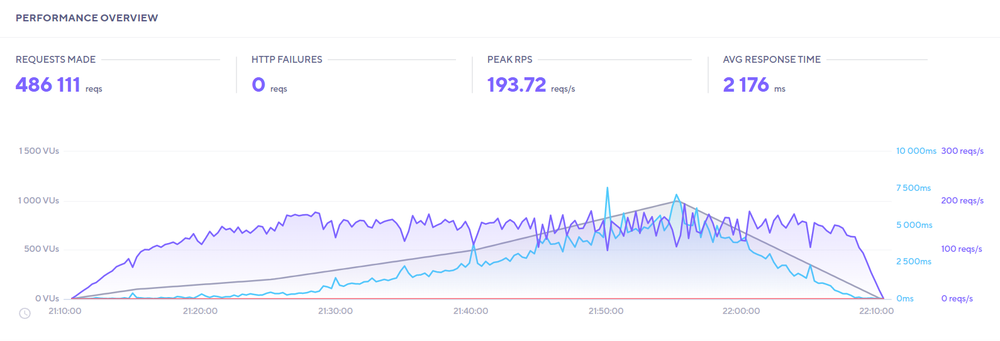 PERFORMANCE OVERVIEW
REQUESTS MADE
486 111 reqs
HTTP FAILURES
0 reqs
PEAK RPS
193.72 reqs/s
AVG RESPONSE TIME
2 176 ms
1 500 VUs
1 000 VUs
500 VUs
0 VUs
10 000ms 300 reqs/s
7 500ms
200 reqs/s
5 000ms
100 reqs/s
2 500ms
0ms 0 reqs/s
21:10:00 21:20:00 21:30:00 21:40:00 21:50:00 22:00:00 22:10:00